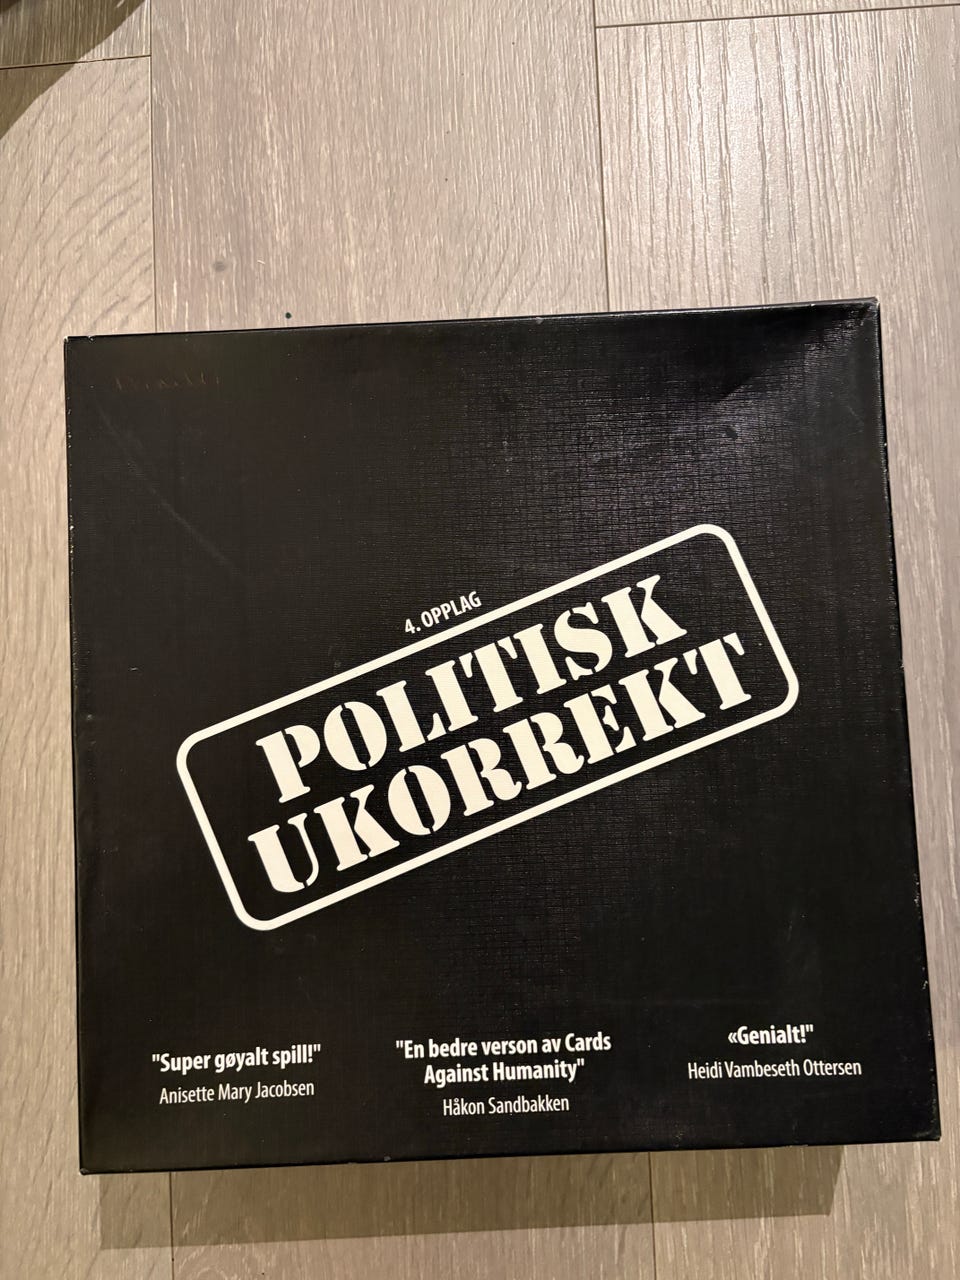 4. OPPLAG
POLITISK
UKORREKT
"Super gøyalt spill!"
Anisette Mary Jacobsen
"En bedre verson av Cards
Against Humanity"
Håkon Sandbakken
«Genialt!"
Heidi Vambeseth Ottersen